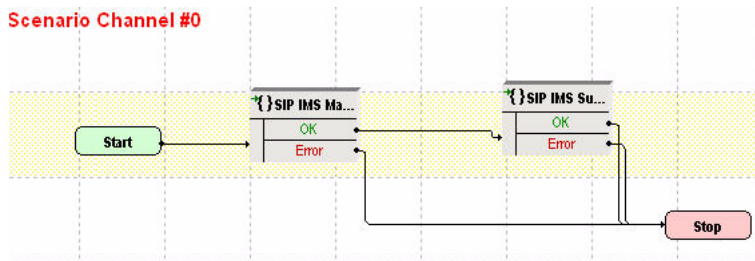 Scenario Channel #0
{ }SIP IMS Ma...
OK
Error
{ }SIP IMS Su...
OK
Error
Start
Stop